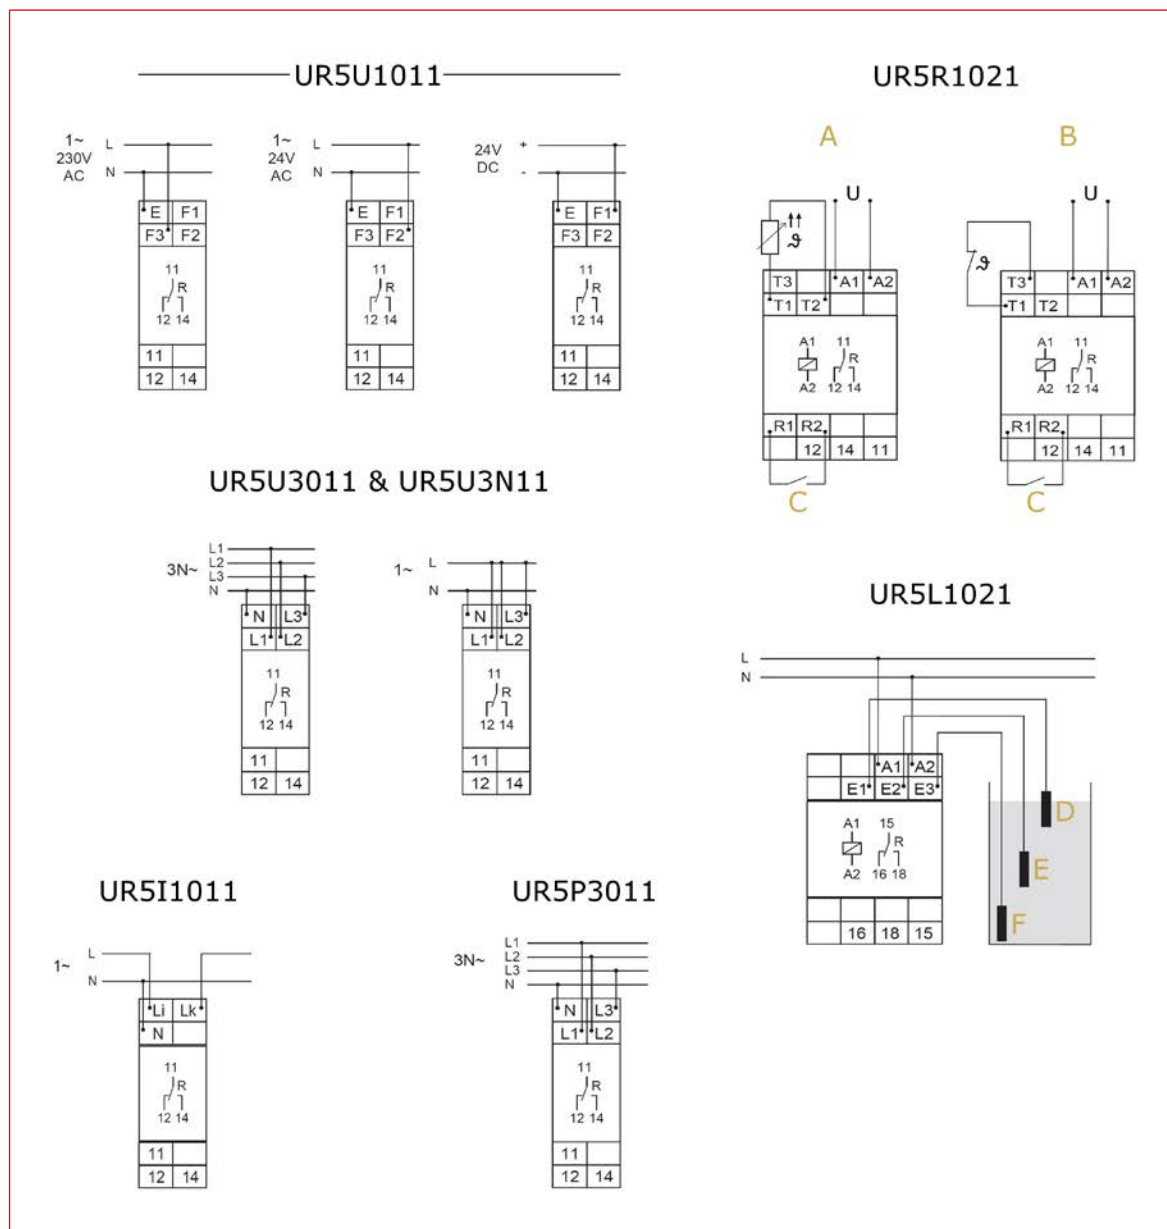 UR5U1011
1~
230V
AC
L
N
E F1
F3 F2
11
R
12 14
11
12 14
1~
24V
AC
L
N
E F1
F3 F2
11
R
12 14
11
12 14
24V
DC
+
-
E F1
F3 F2
11
R
12 14
11
12 14
UR5R1021
A
U
ϑ
T3 A1 A2
T1 T2
A1 11
R
A2 12 14
R1 R2
12 14 11
C
B
U
ϑ
T3 A1 A2
T1 T2
A1 11
R
A2 12 14
R1 R2
12 14 11
C
UR5U3011 & UR5U3N11
3N~
L1
L2
L3
N
N L3
L1 L2
11
R
12 14
11
12 14
1~
L
N
N L3
L1 L2
11
R
12 14
11
12 14
UR5L1021
L
N
A1 A2
E1 E2 E3
A1 15
R
A2 16 18
16 18 15
D
E
F
UR5I1011
1~
L
N
Li Lk
N
11
R
12 14
11
12 14
UR5P3011
3N~
L1
L2
L3
N
N L3
L1 L2
11
R
12 14
11
12 14